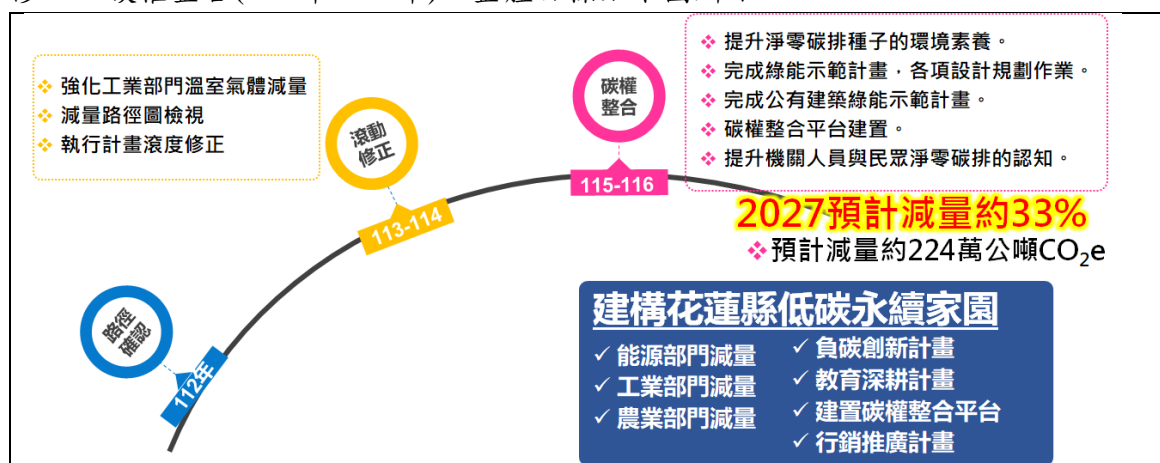 強化工業部門溫室氣體減量
減量路徑圖檢視
執行計畫滾度修正
滾動
修正
113-114
碳權
整合
115-116
提升淨零碳排種子的環境素養。
完成綠能示範計畫，各項設計規劃作業。
完成公有建築綠能示範計畫。
碳權整合平台建置。
提升機關人員與民眾淨零碳排的認知。
2027預計減量約33%
預計減量約224萬公噸CO₂e
路徑
確認
112年
建構花蓮縣低碳永續家園
✓ 能源部門減量
✓ 工業部門減量
✓ 農業部門減量
✓ 負碳創新計畫
✓ 教育深耕計畫
✓ 建置碳權整合平台
✓ 行銷推廣計畫